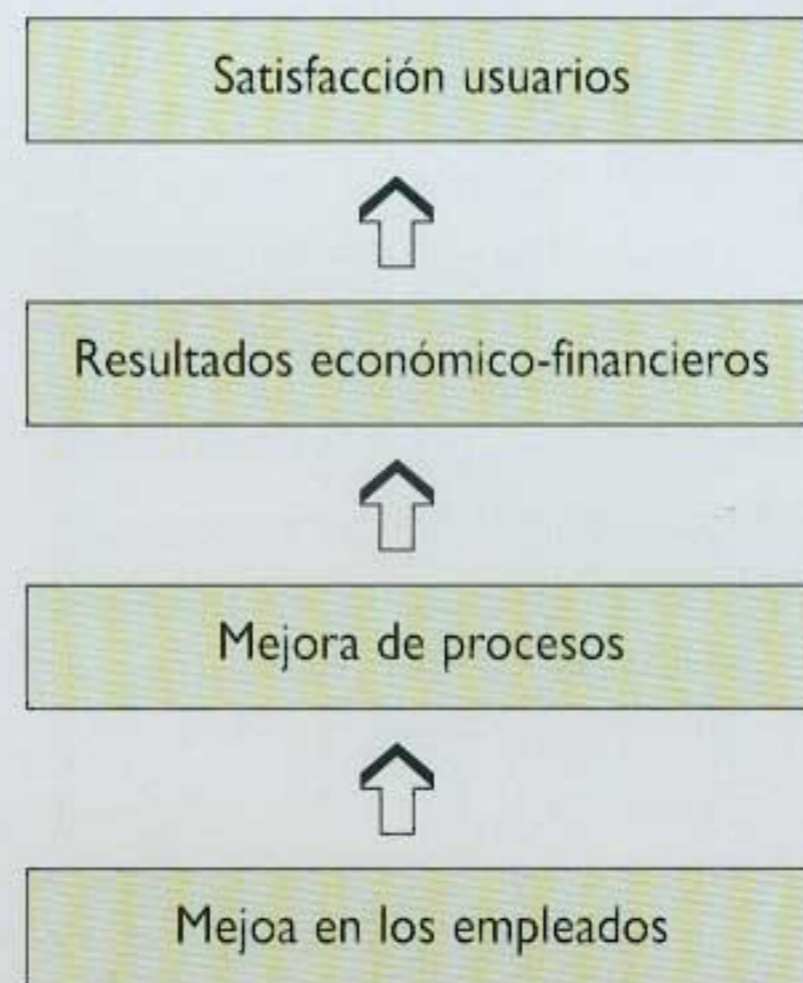 Satisfacción usuarios
Resultados económico-financieros
Mejora de procesos
Mejoa en los empleados